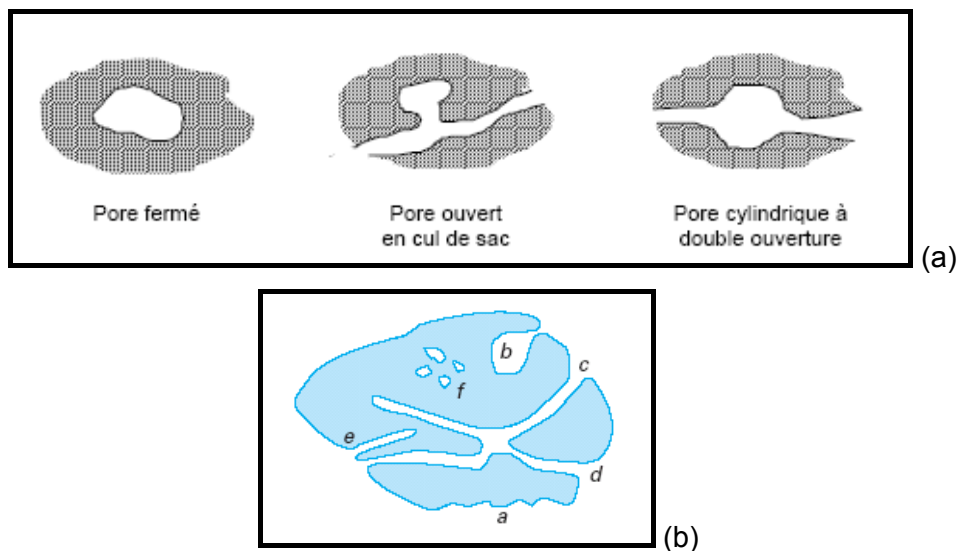 Pore fermé
Pore ouvert
en cul de sac
Pore cylindrique à
double ouverture
(a)
b
c
f
e
d
a
(b)